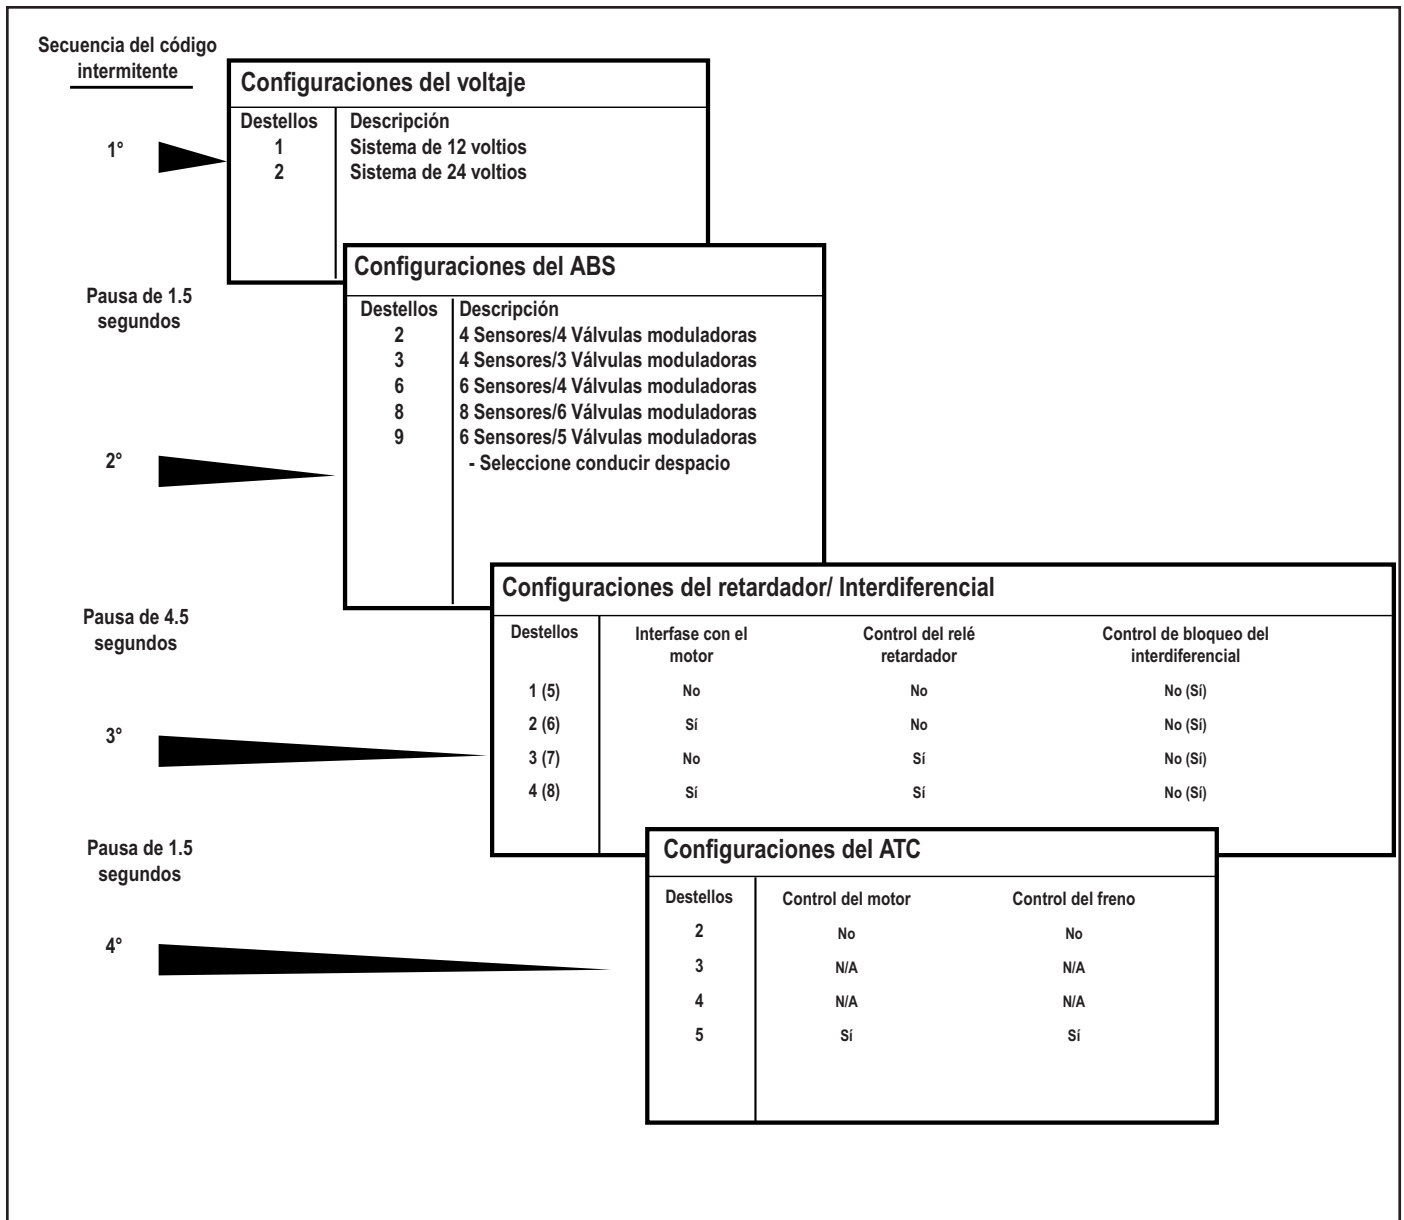 Secuencia del código
intermitente
1°
Configuraciones del voltaje
Destellos Descripción
1 Sistema de 12 voltios
2 Sistema de 24 voltios
Pausa de 1.5
segundos
2°
Configuraciones del ABS
Destellos Descripción
2 4 Sensores/4 Válvulas moduladoras
3 4 Sensores/3 Válvulas moduladoras
6 6 Sensores/4 Válvulas moduladoras
8 8 Sensores/6 Válvulas moduladoras
9 6 Sensores/5 Válvulas moduladoras
- Seleccione conducir despacio
Pausa de 4.5
segundos
3°
Configuraciones del retardador/ Interdiferencial
Destellos Interfase con el Control del relé Control de bloqueo del
motor retardador interdiferencial
1 (5) No No No (Sí)
2 (6) Sí No No (Sí)
3 (7) No Sí No (Sí)
4 (8) Sí Sí No (Sí)
Pausa de 1.5
segundos
4°
Configuraciones del ATC
Destellos Control del motor Control del freno
2 No No
3 N/A N/A
4 N/A N/A
5 Sí Sí